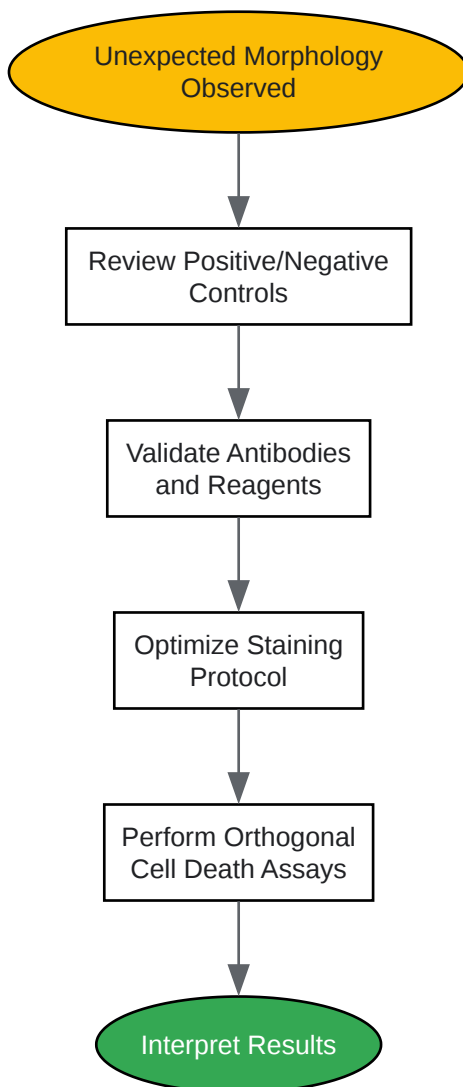 Unexpected Morphology
Observed
Review Positive/Negative
Controls
Validate Antibodies
and Reagents
Optimize Staining
Protocol
Perform Orthogonal
Cell Death Assays
Interpret Results